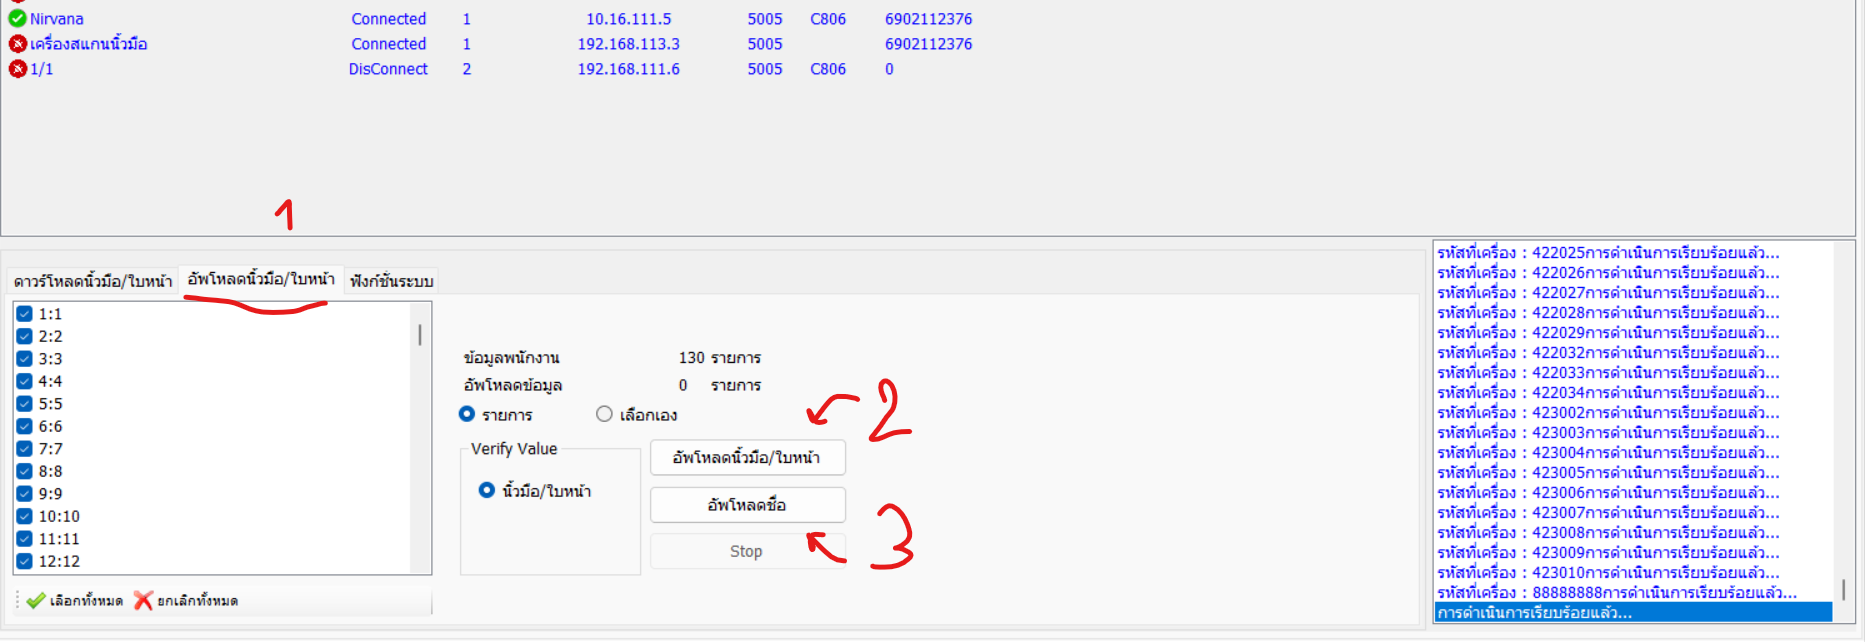 Nirvana Connected 1 10.16.111.5 5005 C806 6902112376
เครื่องสแกนนิ้วมือ Connected 1 192.168.113.3 5005 6902112376
1/1 DisConnect 2 192.168.111.6 5005 C806 0
1
ดาวร์โหลดนิ้วมือ/ใบหน้า อัพโหลดนิ้วมือ/ใบหน้า ฟังก์ชั่นระบบ
1:1
2:2
3:3
4:4
5:5
6:6
7:7
8:8
9:9
10:10
11:11
12:12
เลือกทั้งหมด ยกเลิกทั้งหมด
ข้อมูลพนักงาน 130 รายการ
อัพโหลดข้อมูล 0 รายการ
รายการ เลือกเอง
2
Verify Value
นิ้วมือ/ใบหน้า
อัพโหลดนิ้วมือ/ใบหน้า
อัพโหลดชื่อ
3
Stop
รหัสที่เครื่อง : 422025การดำเนินการเรียบร้อยแล้ว...
รหัสที่เครื่อง : 422026การดำเนินการเรียบร้อยแล้ว...
รหัสที่เครื่อง : 422027การดำเนินการเรียบร้อยแล้ว...
รหัสที่เครื่อง : 422028การดำเนินการเรียบร้อยแล้ว...
รหัสที่เครื่อง : 422029การดำเนินการเรียบร้อยแล้ว...
รหัสที่เครื่อง : 422032การดำเนินการเรียบร้อยแล้ว...
รหัสที่เครื่อง : 422033การดำเนินการเรียบร้อยแล้ว...
รหัสที่เครื่อง : 422034การดำเนินการเรียบร้อยแล้ว...
รหัสที่เครื่อง : 423002การดำเนินการเรียบร้อยแล้ว...
รหัสที่เครื่อง : 423003การดำเนินการเรียบร้อยแล้ว...
รหัสที่เครื่อง : 423004การดำเนินการเรียบร้อยแล้ว...
รหัสที่เครื่อง : 423005การดำเนินการเรียบร้อยแล้ว...
รหัสที่เครื่อง : 423006การดำเนินการเรียบร้อยแล้ว...
รหัสที่เครื่อง : 423007การดำเนินการเรียบร้อยแล้ว...
รหัสที่เครื่อง : 423008การดำเนินการเรียบร้อยแล้ว...
รหัสที่เครื่อง : 423009การดำเนินการเรียบร้อยแล้ว...
รหัสที่เครื่อง : 423010การดำเนินการเรียบร้อยแล้ว...
รหัสที่เครื่อง : 88888888การดำเนินการเรียบร้อยแล้ว...
การดำเนินการเรียบร้อยแล้ว...